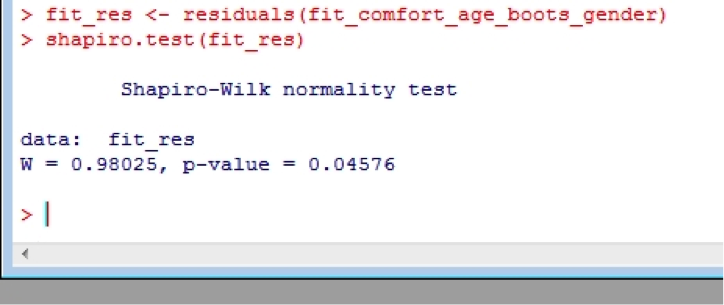 > fit_res <- residuals(fit_comfort_age_boots_gender)
> shapiro.test(fit_res)
Shapiro-Wilk normality test
data:  fit_res
W = 0.98025, p-value = 0.04576
>